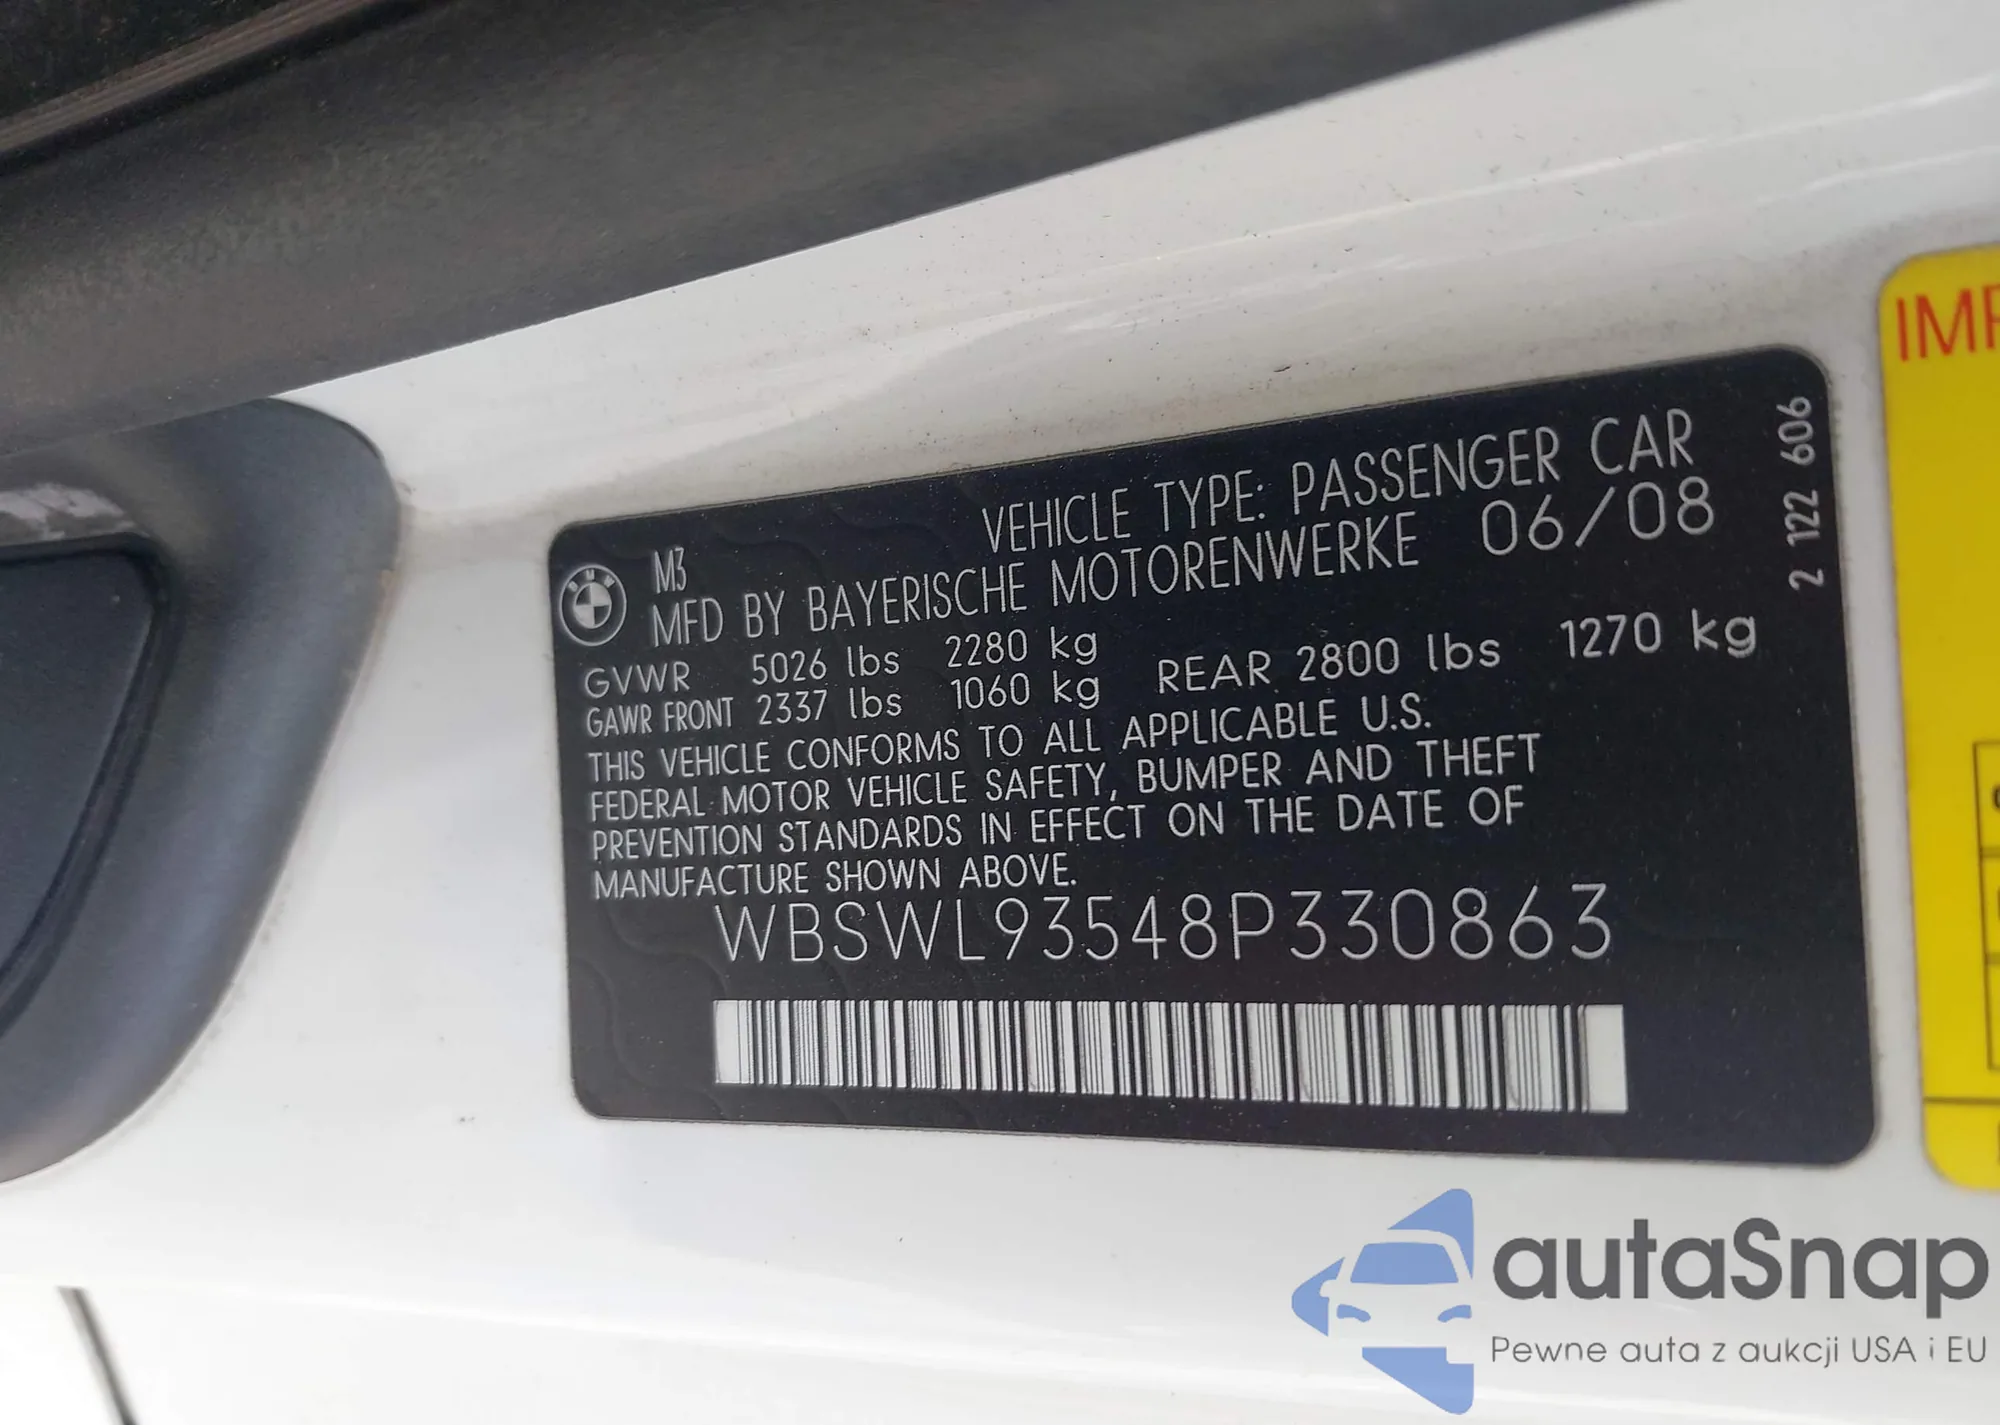 VEHICLE TYPE: PASSENGER CAR
M3
MFD BY BAYERISCHE MOTORENWERKE 06/08
GVWR 5026 lbs 2280 kg
GAWR FRONT 2337 lbs 1060 kg REAR 2800 lbs 1270 kg
THIS VEHICLE CONFORMS TO ALL APPLICABLE U.S.
FEDERAL MOTOR VEHICLE SAFETY, BUMPER AND THEFT
PREVENTION STANDARDS IN EFFECT ON THE DATE OF
MANUFACTURE SHOWN ABOVE.
WBSWL93548P330863
2 122 606
BMW
autaSnap
Pewne auta z aukcji USA i EU